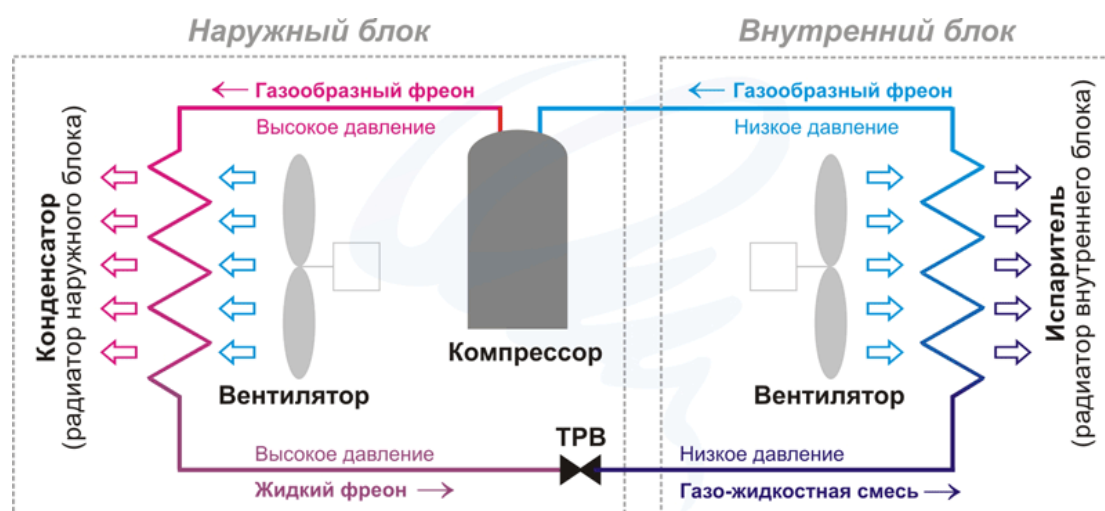 Наружный блок
Внутренний блок
← Газообразный фреон
Высокое давление
← Газообразный фреон
Низкое давление
Конденсатор
(радиатор наружного блока)
Испаритель
(радиатор внутреннего блока)
Компрессор
Вентилятор
Вентилятор
ТРВ
Высокое давление
Жидкий фреон →
Низкое давление
Газо-жидкостная смесь →